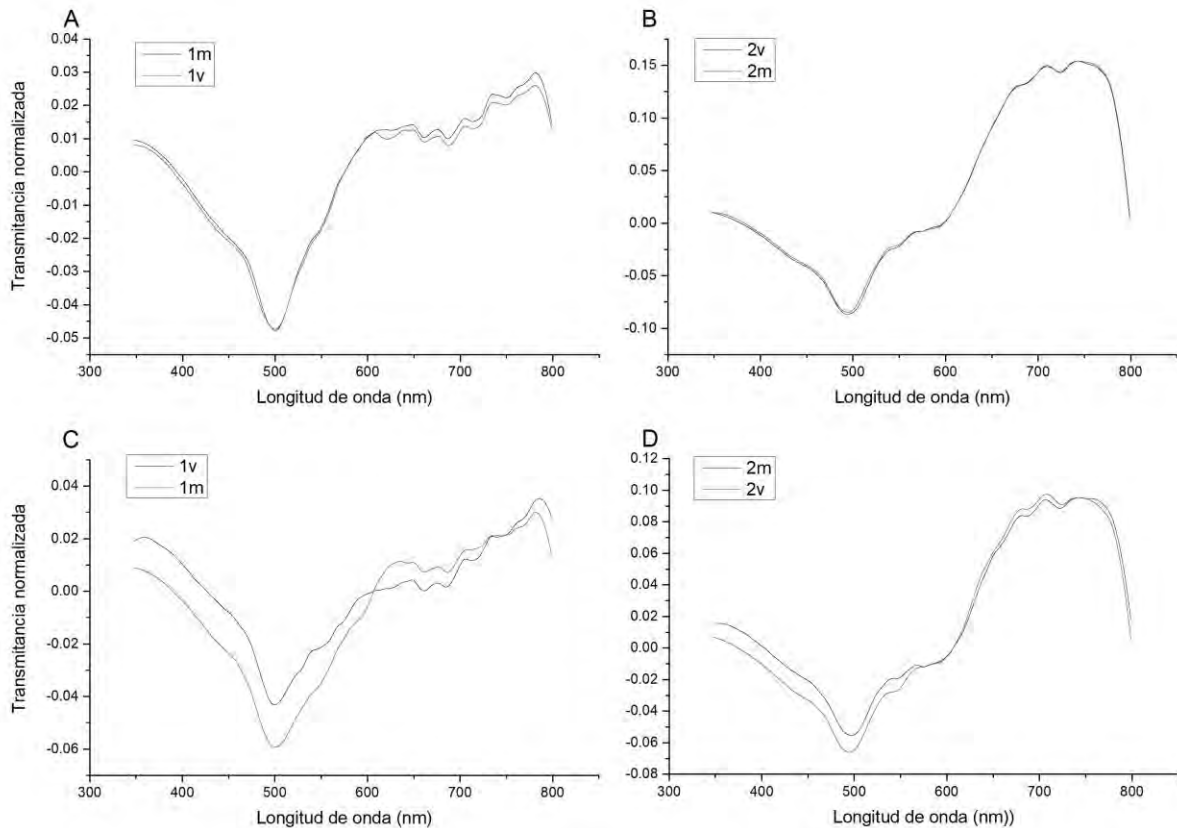 A
0.04
0.03
0.02
0.01
0.00
-0.01
-0.02
-0.03
-0.04
-0.05
1m
1v
Transmitancia normalizada
300 400 500 600 700 800
Longitud de onda (nm)
B
0.15
0.10
0.05
0.00
-0.05
-0.10
2v
2m
300 400 500 600 700 800
Longitud de onda (nm)
C
0.04
0.02
0.00
-0.02
-0.04
-0.06
1v
1m
Transmitancia normalizada
300 400 500 600 700 800
Longitud de onda (nm)
D
0.12
0.10
0.08
0.06
0.04
0.02
0.00
-0.02
-0.04
-0.06
-0.08
2m
2v
300 400 500 600 700 800
Longitud de onda (nm))